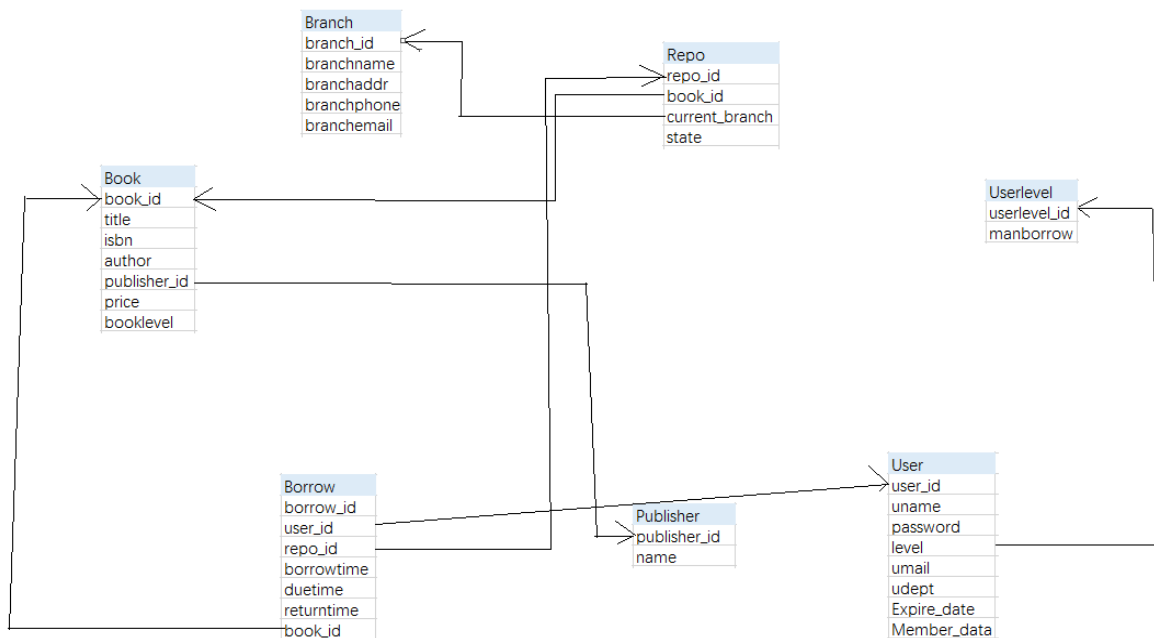 Branch
branch_id
branchname
branchaddr
branchphone
branchemail
Repo
repo_id
book_id
current_branch
state
Book
book_id
title
isbn
author
publisher_id
price
booklevel
Userlevel
userlevel_id
manborrow
Borrow
borrow_id
user_id
repo_id
borrowtime
duetime
returntime
book_id
Publisher
publisher_id
name
User
user_id
uname
password
level
umail
udept
Expire_date
Member_data